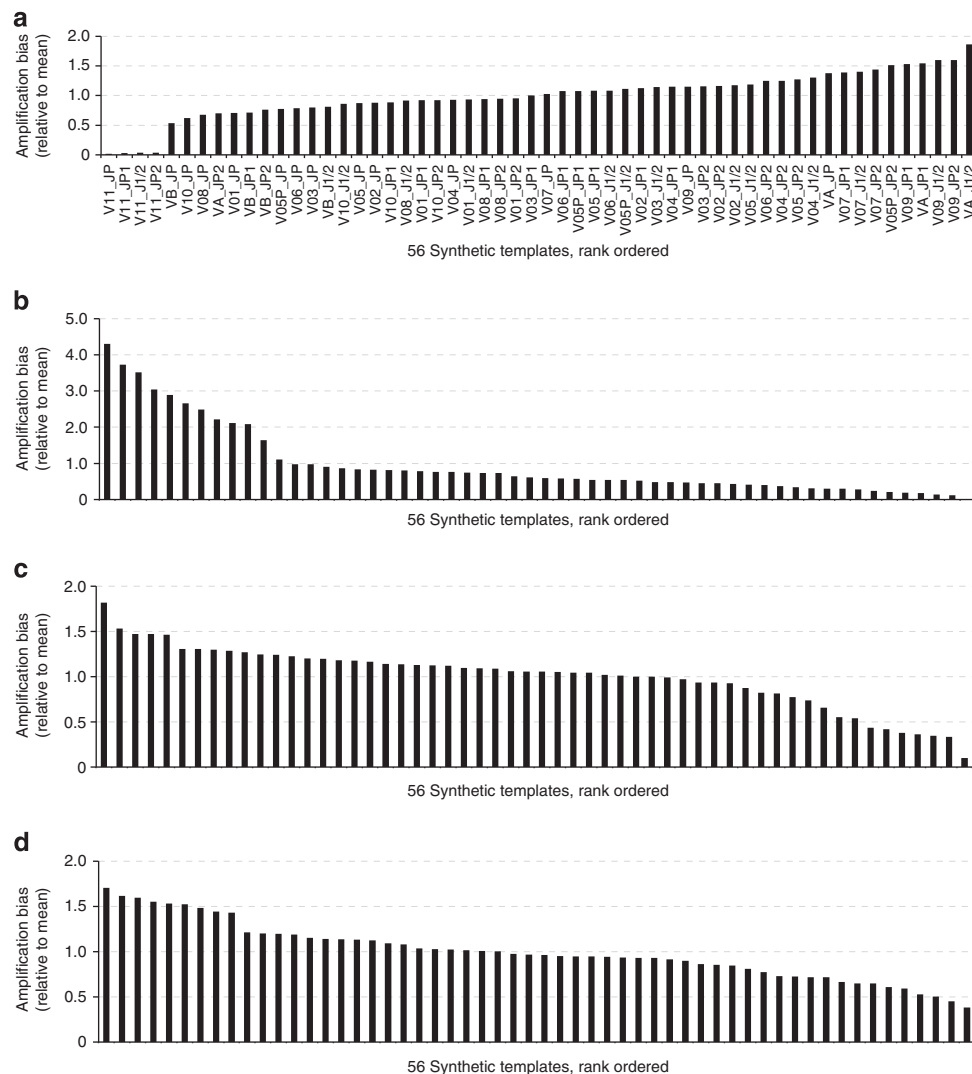 a
2.0
1.5
1.0
0.5
0
Amplification bias
(relative to mean)
V11_JP
V11_JP1
V11_J1/2
V11_JP2
VB_JP
V10_JP
V08_JP
VA_JP2
V01_JP
VB_JP1
VB_JP2
V05P_JP
V06_JP
V03_JP
VB_J1/2
V10_J1/2
V05_JP
V02_JP
V10_JP1
V08_J1/2
V01_JP1
V10_JP2
V04_JP
V01_J1/2
V08_JP1
V08_JP2
V01_JP2
V03_JP1
V07_JP
V06_JP1
V05P_JP1
V05_JP1
V06_J1/2
V05P_J1/2
V02_JP1
V03_J1/2
V04_JP1
V09_JP
V03_JP2
V02_JP2
V02_J1/2
V05_J1/2
V06_JP2
V04_JP2
V05_JP2
V04_J1/2
VA_JP
V07_JP1
V07_J1/2
V07_JP2
V05P_JP2
V09_JP1
VA_JP1
V09_J1/2
V09_JP2
VA_J1/2
56 Synthetic templates, rank ordered
b
5.0
4.0
3.0
2.0
1.0
0
Amplification bias
(relative to mean)
56 Synthetic templates, rank ordered
c
2.0
1.5
1.0
0.5
0
Amplification bias
(relative to mean)
56 Synthetic templates, rank ordered
d
2.0
1.5
1.0
0.5
0
Amplification bias
(relative to mean)
56 Synthetic templates, rank ordered